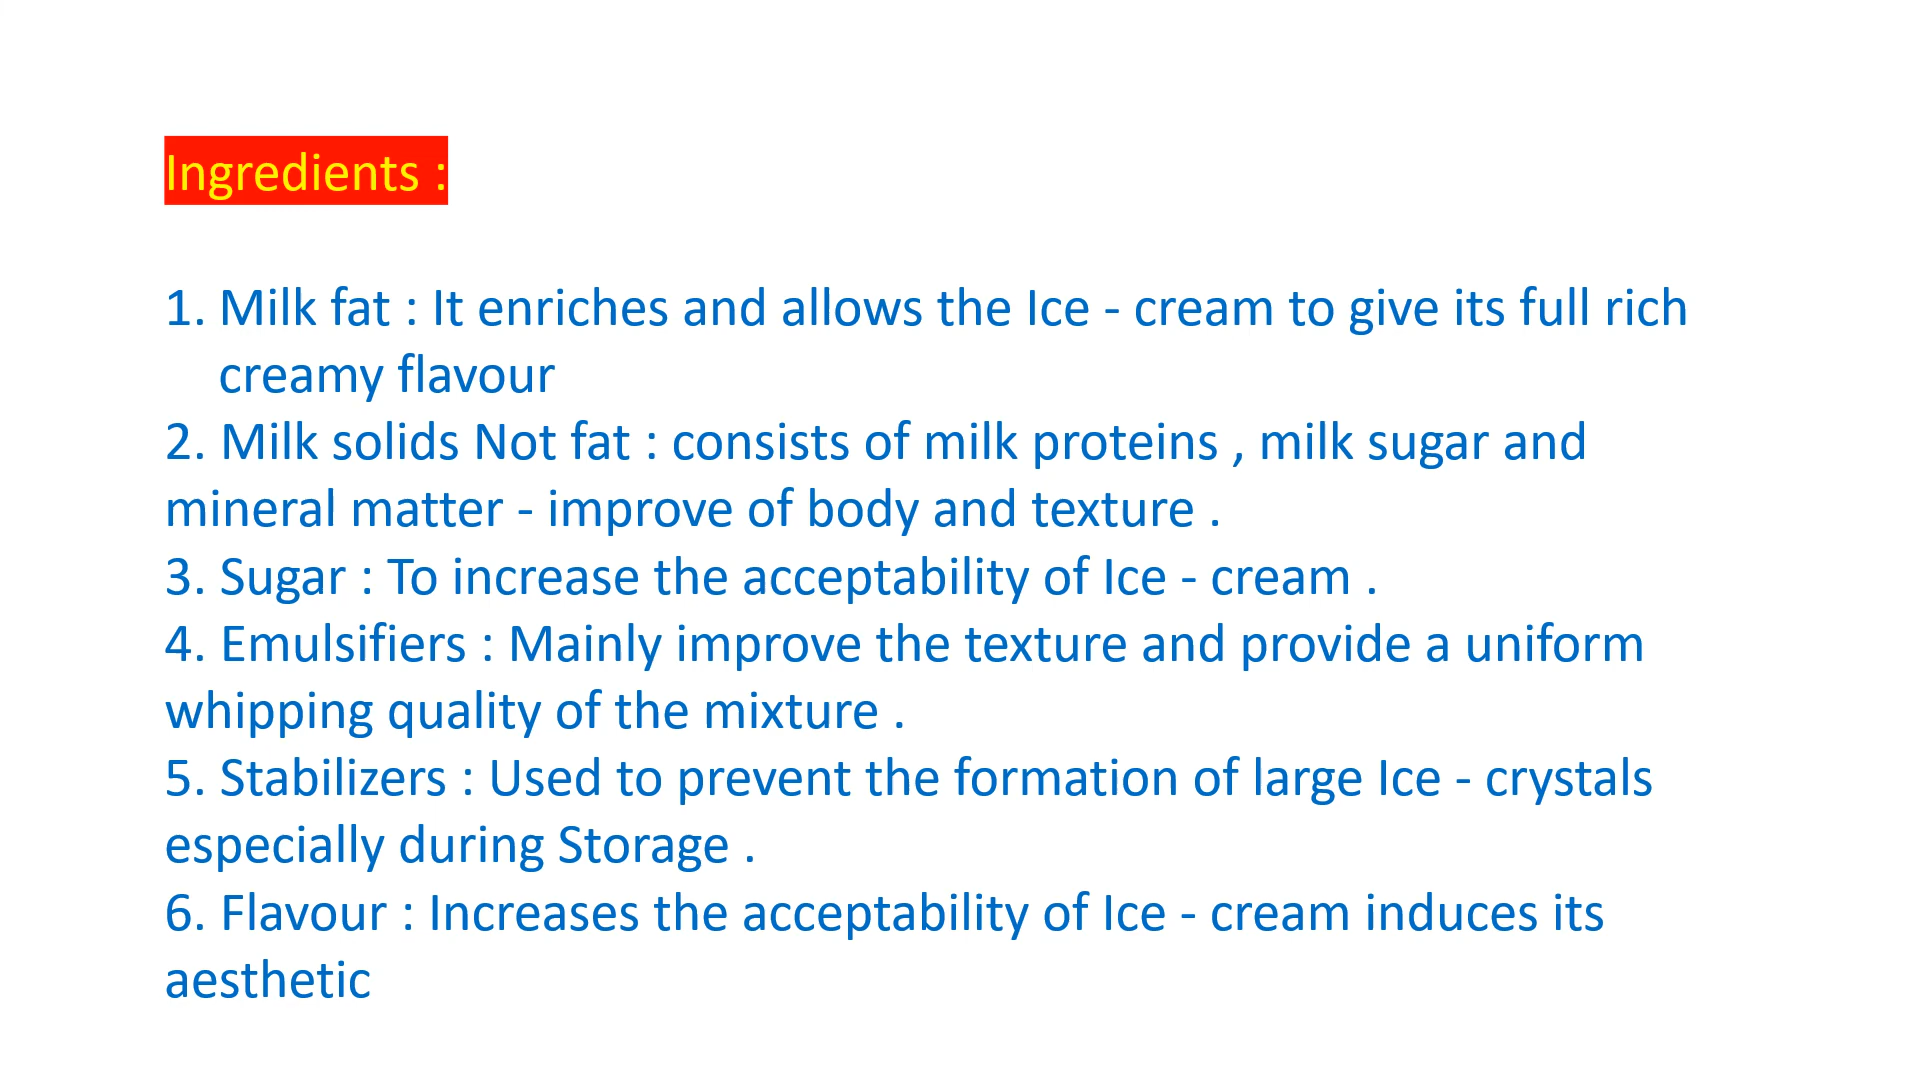 Ingredients :
1. Milk fat : It enriches and allows the Ice - cream to give its full rich
creamy flavour
2. Milk solids Not fat : consists of milk proteins , milk sugar and
mineral matter - improve of body and texture .
3. Sugar : To increase the acceptability of Ice - cream .
4. Emulsifiers : Mainly improve the texture and provide a uniform
whipping quality of the mixture .
5. Stabilizers : Used to prevent the formation of large Ice - crystals
especially during Storage .
6. Flavour : Increases the acceptability of Ice - cream induces its
aesthetic